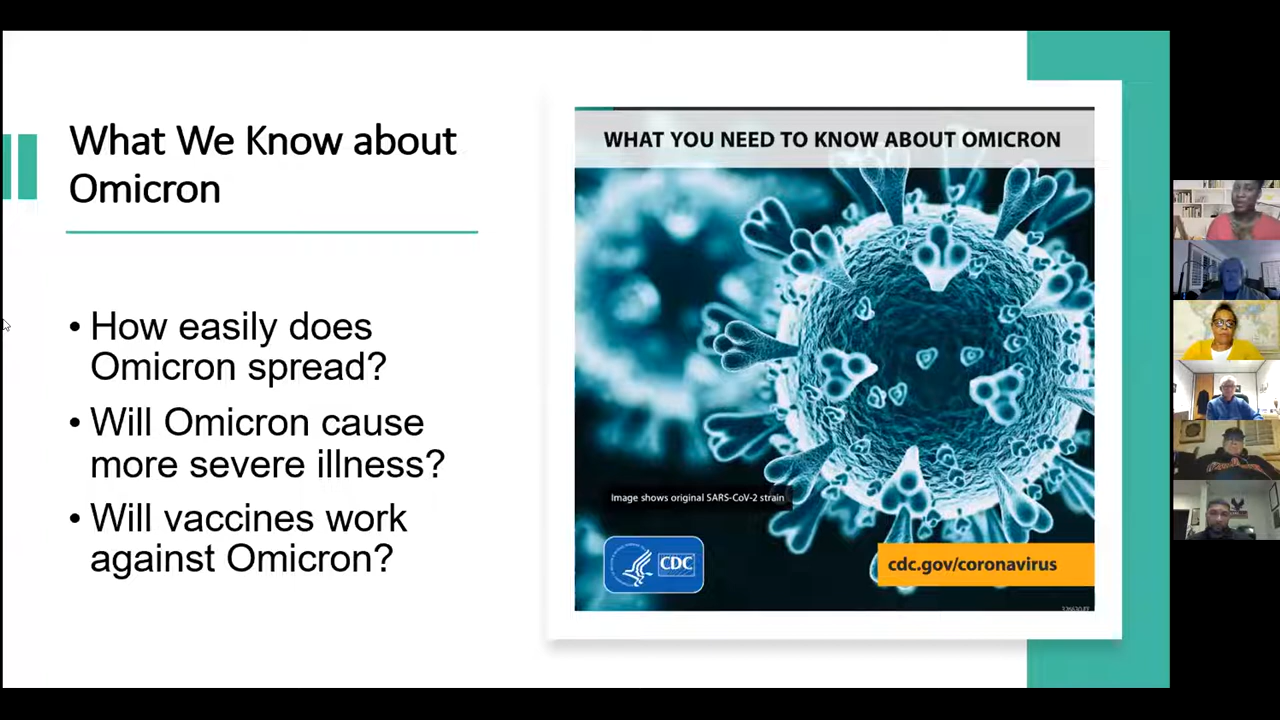 What We Know about
Omicron
• How easily does
Omicron spread?
• Will Omicron cause
more severe illness?
• Will vaccines work
against Omicron?
WHAT YOU NEED TO KNOW ABOUT OMICRON
Image shows original SARS-CoV-2 strain
CDC
cdc.gov/coronavirus